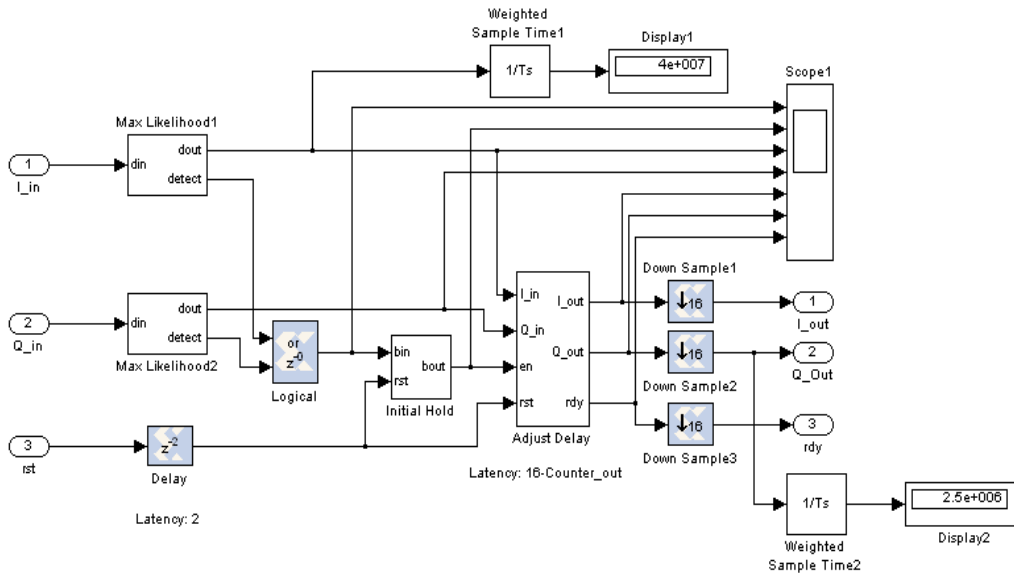 Weighted
Sample Time1
1/Ts
Display1
4e+007
Scope1
Max Likelihood1
din
dout
detect
1
I_in
Max Likelihood2
din
dout
detect
2
Q_in
or
z-0
Logical
bin
rst
bout
Initial Hold
I_in
Q_in
en
rst
I_out
Q_out
rdy
Adjust Delay
Latency: 16-Counter_out
Down Sample1
↓16
1
I_out
↓16
Down Sample2
2
Q_Out
↓16
Down Sample3
3
rdy
3
rst
z-2
Delay
Latency: 2
1/Ts
Weighted
Sample Time2
2.5e+006
Display2